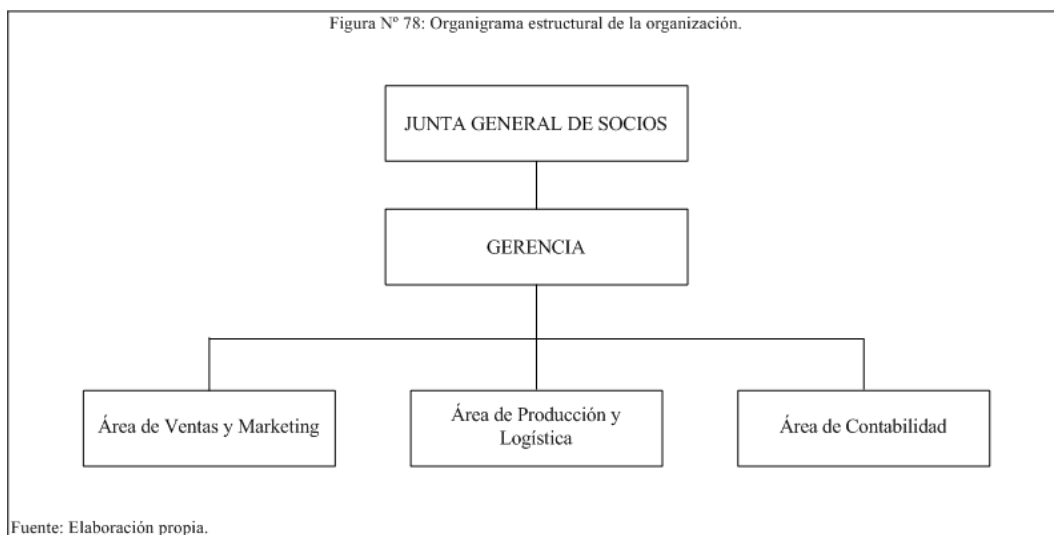 Figura Nº 78: Organigrama estructural de la organización.
JUNTA GENERAL DE SOCIOS
GERENCIA
Área de Ventas y Marketing
Área de Producción y
Logística
Área de Contabilidad
Fuente: Elaboración propia.